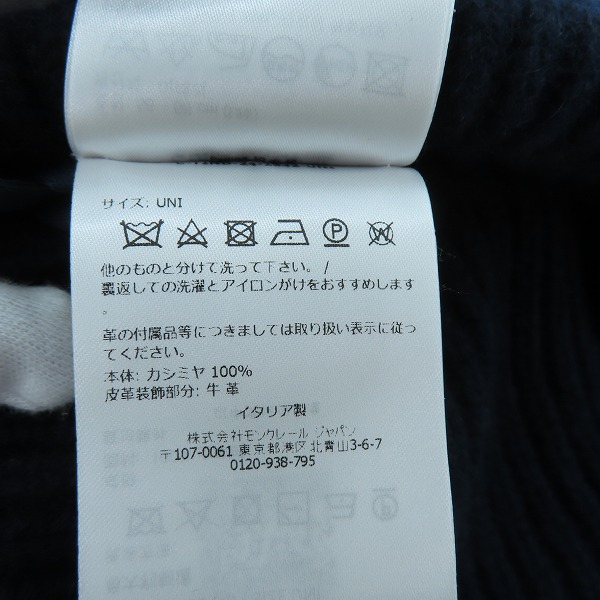 サイズ: UNI
P W
他のものと分けて洗って下さい。/
裏返しての洗濯とアイロンがけをおすすめします
。
革の付属品等につきましては取り扱い表示に従っ
てください。
本体: カシミヤ 100%
皮革装飾部分: 牛 革
イタリア製
株式会社モンクレール ジャパン
〒107-0061 東京都港区北青山3-6-7
0120-938-795